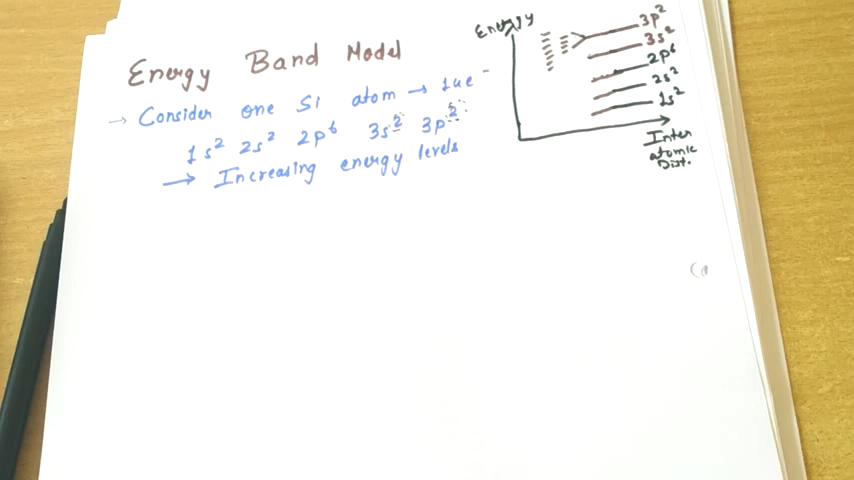 Energy Band Model
→ Consider one Si atom → 14e⁻
1s² 2s² 2p⁶ 3s² 3p²
→ Increasing energy levels
Energy
3p²
3s²
2p⁶
2s²
1s²
Inter
atomic
Dist.